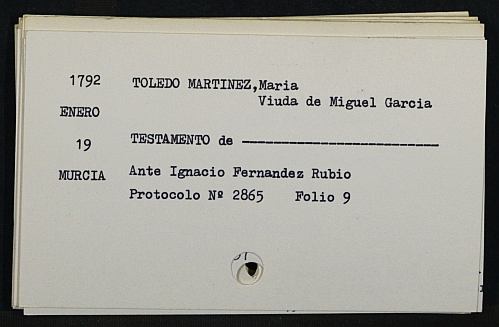 1792 TOLEDO MARTINEZ,Maria
Viuda de Miguel Garcia
ENERO
19 TESTAMENTO de ----------------------
MURCIA Ante Ignacio Fernandez Rubio
Protocolo Nº 2865 Folio 9